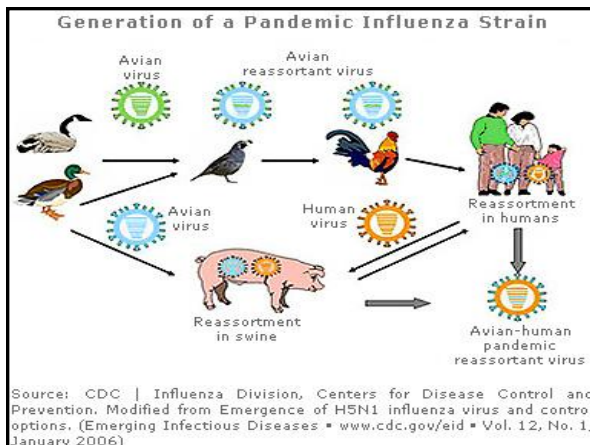 Generation of a Pandemic Influenza Strain
Avian
virus
Avian
reassortant virus
Avian
virus
Human
virus
Reassortment
in humans
Reassortment
in swine
Avian-human
pandemic
reassortant virus
Source: CDC | Influenza Division, Centers for Disease Control and
Prevention. Modified from Emergence of H5N1 influenza virus and control
options. (Emerging Infectious Diseases • www.cdc.gov/eid • Vol. 12, No. 1,
January 2006)